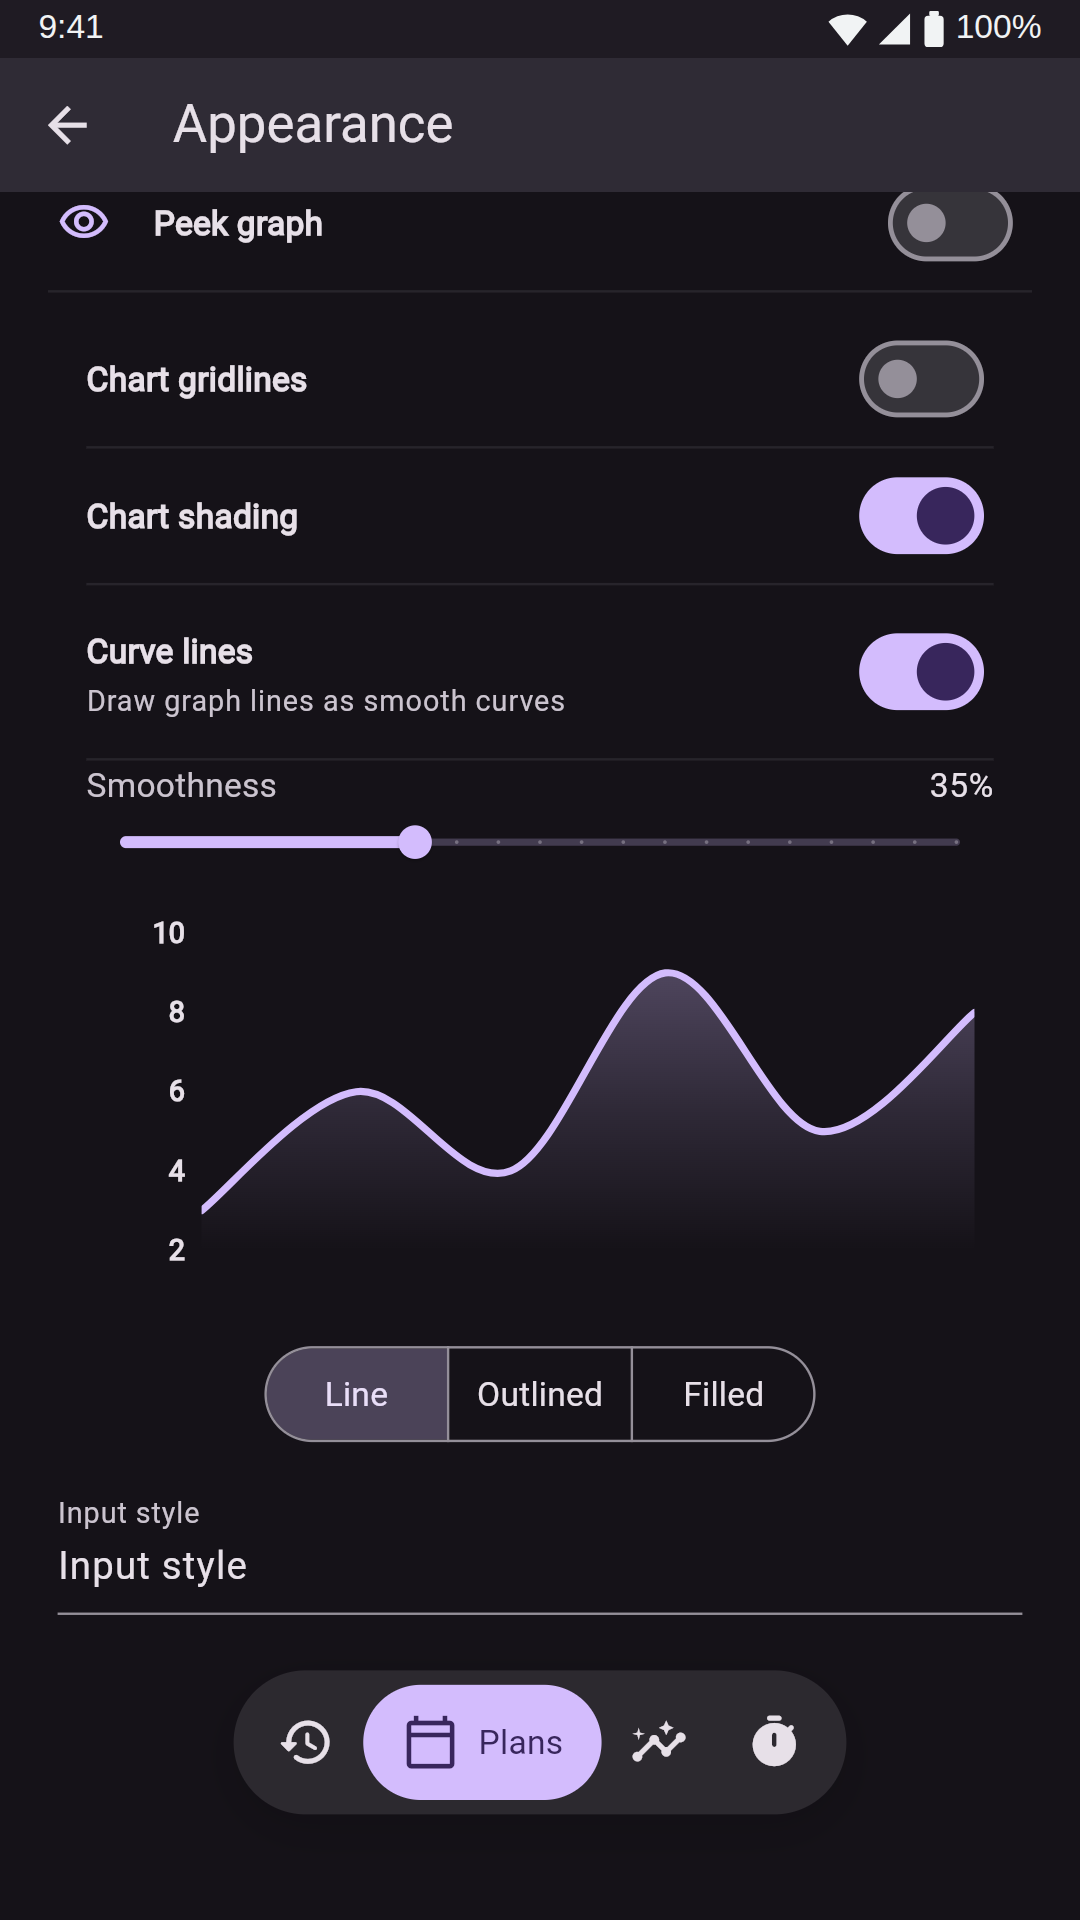 9:41
100%
Appearance
Peek graph
Chart gridlines
Chart shading
Curve lines
Draw graph lines as smooth curves
Smoothness
35%
10
8
6
4
2
Line
Outlined
Filled
Input style
Input style
Plans